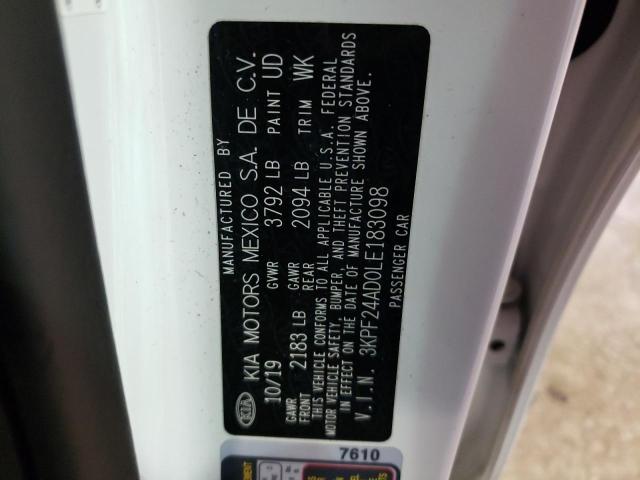 MANUFACTURED BY
KIA KIA MOTORS MEXICO S.A. DE C.V.
10/19 GVWR 3792 LB PAINT UD
GAWR FRONT 2183 LB GAWR REAR 2094 LB TRIM WK
THIS VEHICLE CONFORMS TO ALL APPLICABLE U.S.A. FEDERAL
MOTOR VEHICLE SAFETY, BUMPER, AND THEFT PREVENTION STANDARDS
IN EFFECT ON THE DATE OF MANUFACTURE SHOWN ABOVE.
V.I.N. 3KPF24AD0LE183098
PASSENGER CAR
7610